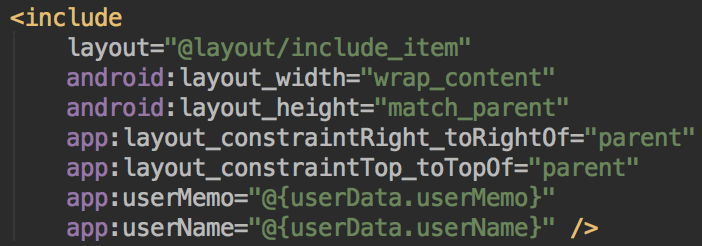 <include
layout="@layout/include_item"
android:layout_width="wrap_content"
android:layout_height="match_parent"
app:layout_constraintRight_toRightOf="parent"
app:layout_constraintTop_toTopOf="parent"
app:userMemo="@{userData.userMemo}"
app:userName="@{userData.userName}" />